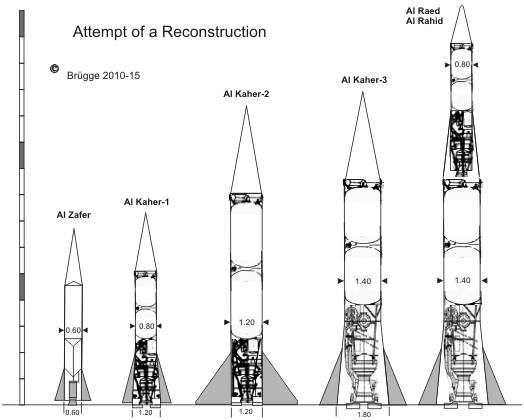 Attempt of a Reconstruction
©
Brügge 2010-15
Al Raed
Al Rahid
Al Kaher-3
Al Kaher-2
Al Zafer
Al Kaher-1
0.80
1.40
1.40
1.20
0.60
0.80
0.60
1.20
1.20
1.80